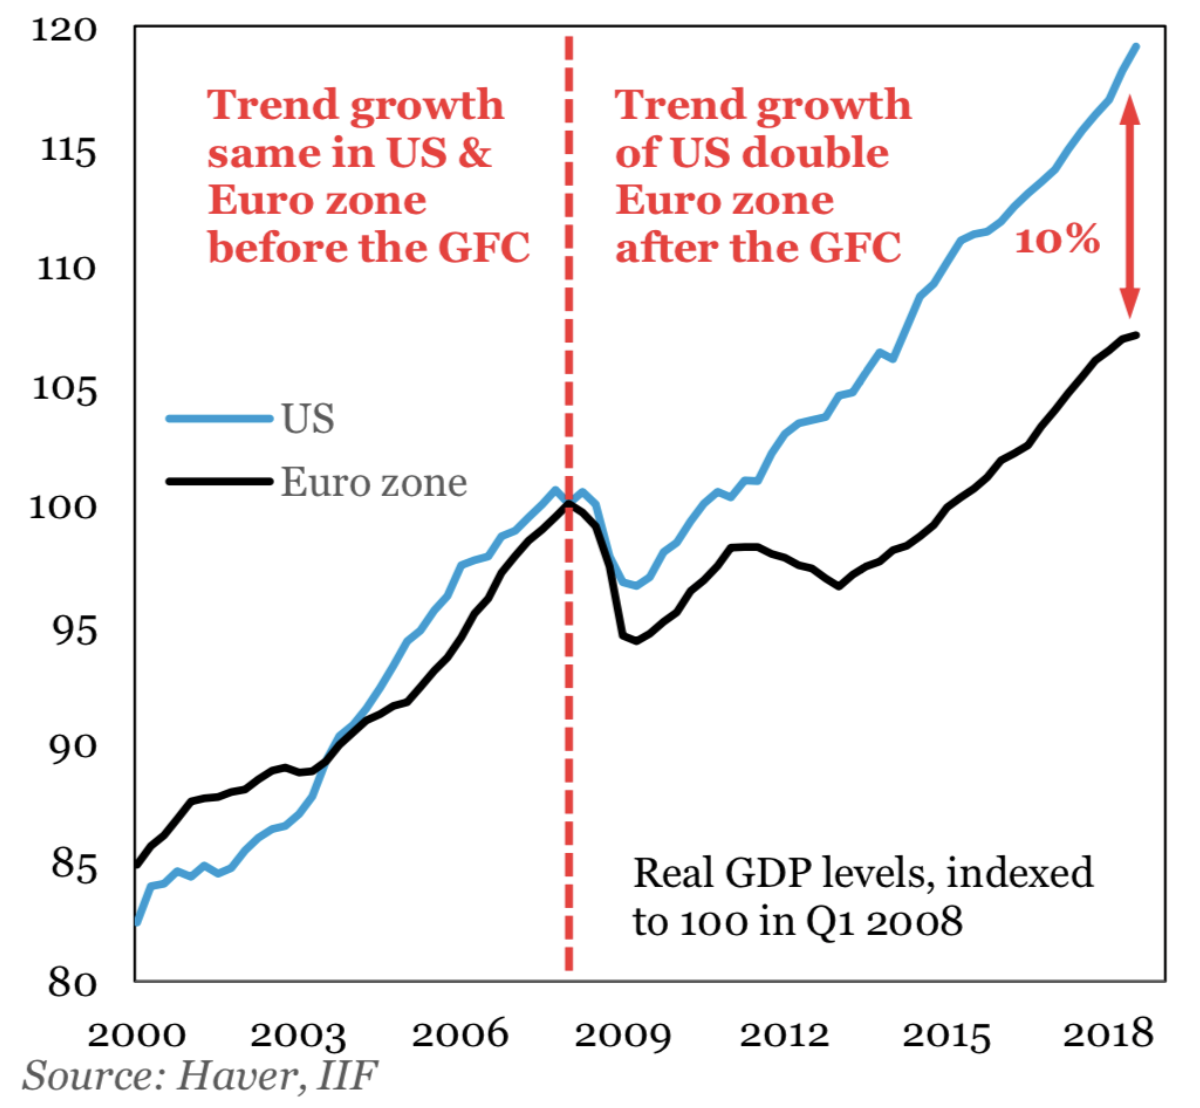 120
115
110
105
100
95
90
85
80
Trend growth
same in US &
Euro zone
before the GFC
Trend growth
of US double
Euro zone
after the GFC
10%
US
Euro zone
Real GDP levels, indexed
to 100 in Q1 2008
2000 2003 2006 2009 2012 2015 2018
Source: Haver, IIF